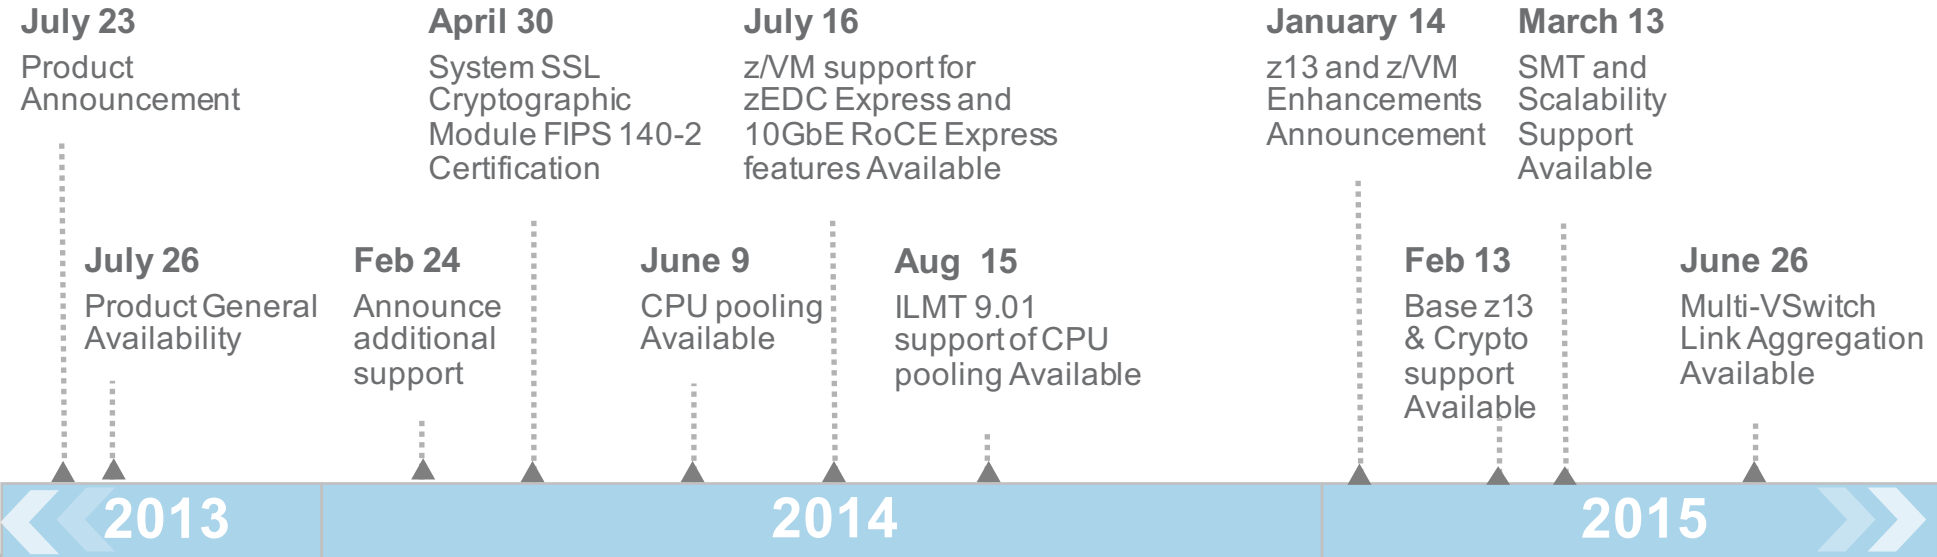 July 23
Product
Announcement
April 30
System SSL
Cryptographic
Module FIPS 140-2
Certification
July 16
z/VM support for
zEDC Express and
10GbE RoCE Express
features Available
January 14
z13 and z/VM
Enhancements
Announcement
March 13
SMT and
Scalability
Support
Available
July 26
Product General
Availability
Feb 24
Announce
additional
support
June 9
CPU pooling
Available
Aug 15
ILMT 9.01
support of CPU
pooling Available
Feb 13
Base z13
& Crypto
support
Available
June 26
Multi-VSwitch
Link Aggregation
Available
2013
2014
2015